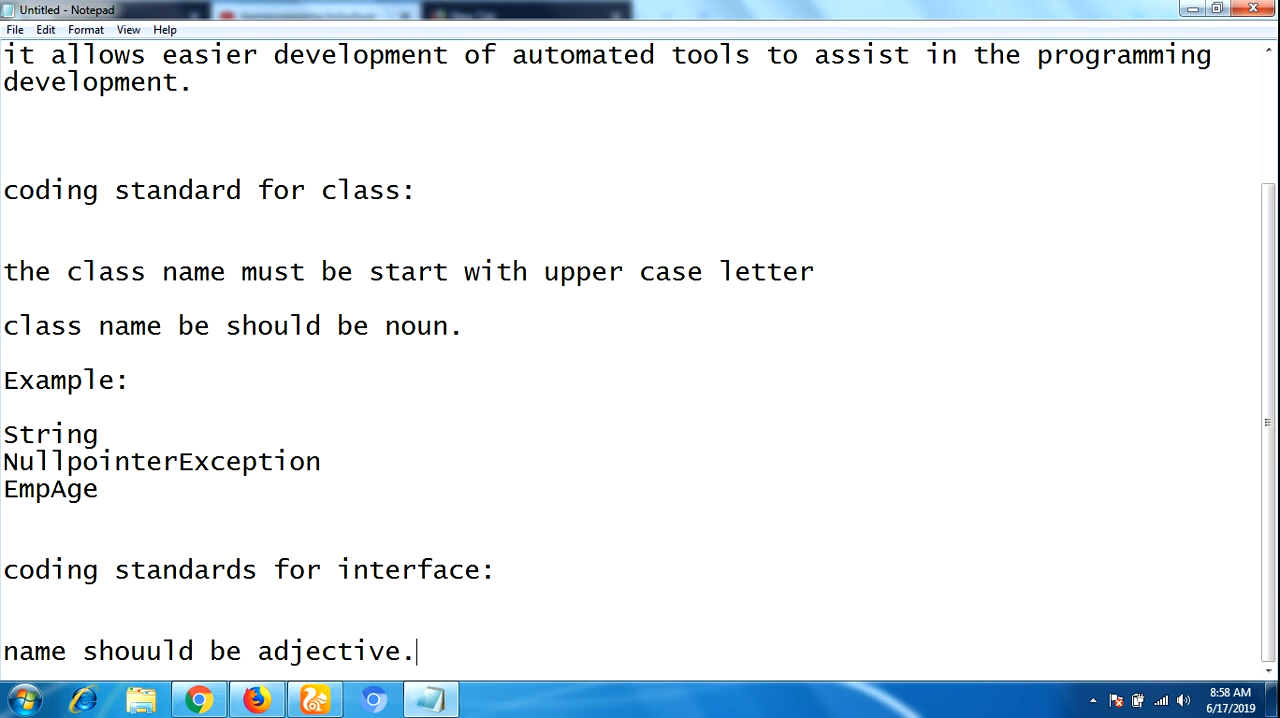 Untitled - Notepad
File Edit Format View Help
it allows easier development of automated tools to assist in the programming
development.
coding standard for class:
the class name must be start with upper case letter
class name be should be noun.
Example:
String
NullpointerException
EmpAge
coding standards for interface:
name shouuld be adjective.
8:58 AM
6/17/2019